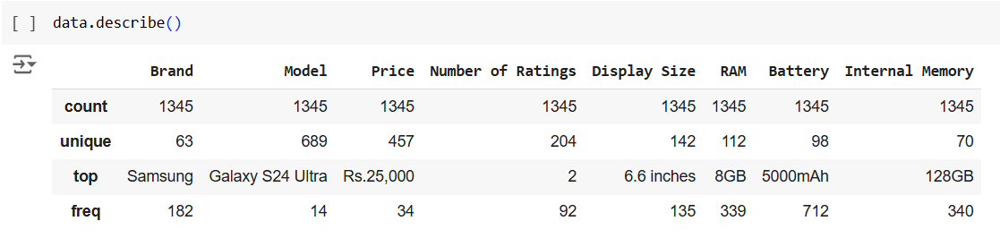 [ ] data.describe()
Brand Model Price Number of Ratings Display Size RAM Battery Internal Memory
count 1345 1345 1345 1345 1345 1345 1345 1345
unique 63 689 457 204 142 112 98 70
top Samsung Galaxy S24 Ultra Rs.25,000 2 6.6 inches 8GB 5000mAh 128GB
freq 182 14 34 92 135 339 712 340